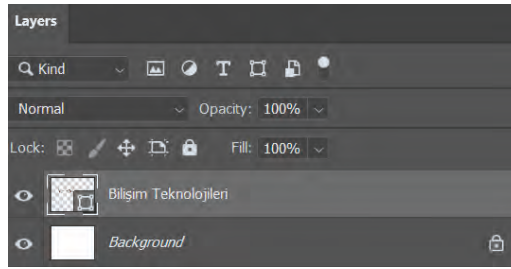 Layers
Kind
Normal Opacity: 100%
Lock: Fill: 100%
Bilişim Teknolojileri
Background